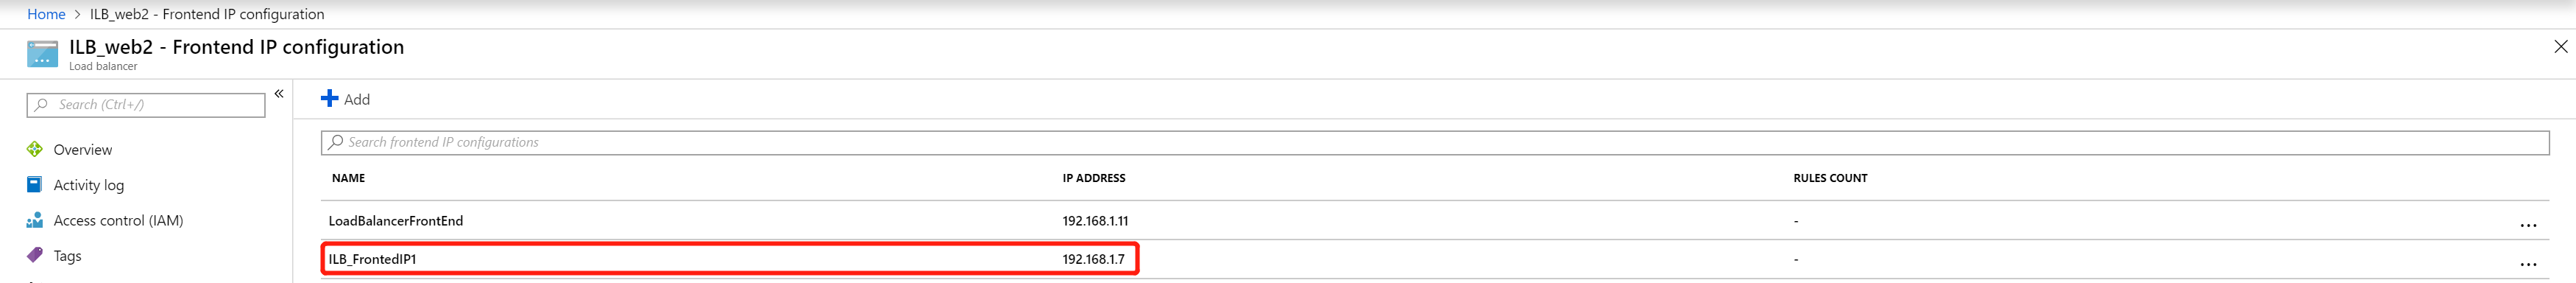 Home > ILB_web2 - Frontend IP configuration
ILB_web2 - Frontend IP configuration
Load balancer
Search (Ctrl+/)
«
Add
Overview
Search frontend IP configurations
Activity log
NAME IP ADDRESS RULES COUNT
Access control (IAM)
LoadBalancerFrontEnd 192.168.1.11 - ...
Tags
ILB_FrontedIP1 192.168.1.7 - ...